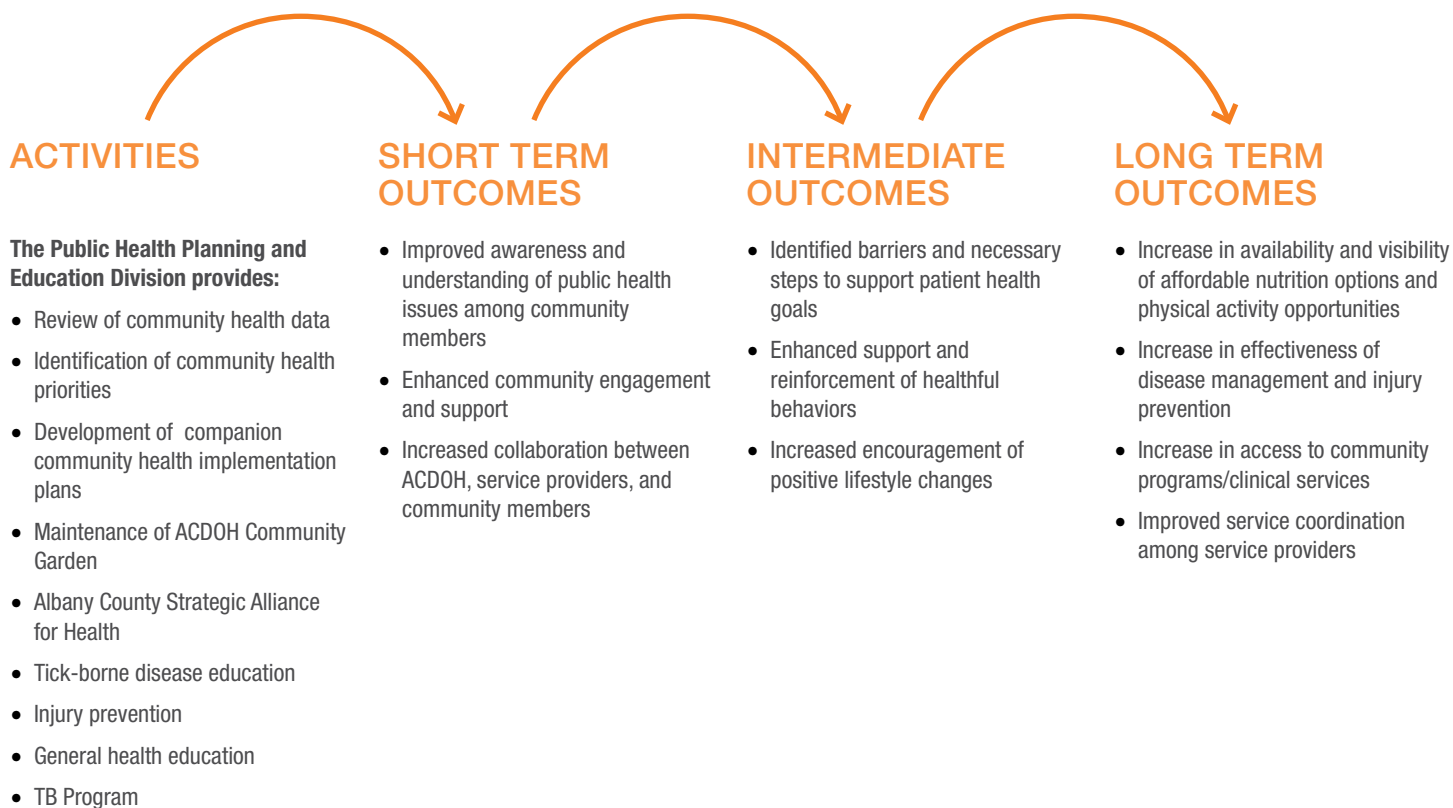 ACTIVITIES
The Public Health Planning and
Education Division provides:
• Review of community health data
• Identification of community health
priorities
• Development of  companion
community health implementation
plans
• Maintenance of ACDOH Community
Garden
• Albany County Strategic Alliance
for Health
• Tick-borne disease education
• Injury prevention
• General health education
• TB Program
SHORT TERM
OUTCOMES
• Improved awareness and
understanding of public health
issues among community
members
• Enhanced community engagement
and support
• Increased collaboration between
ACDOH, service providers, and
community members
INTERMEDIATE
OUTCOMES
• Identified barriers and necessary
steps to support patient health
goals
• Enhanced support and
reinforcement of healthful
behaviors
• Increased encouragement of
positive lifestyle changes
LONG TERM
OUTCOMES
• Increase in availability and visibility
of affordable nutrition options and
physical activity opportunities
• Increase in effectiveness of
disease management and injury
prevention
• Increase in access to community
programs/clinical services
• Improved service coordination
among service providers